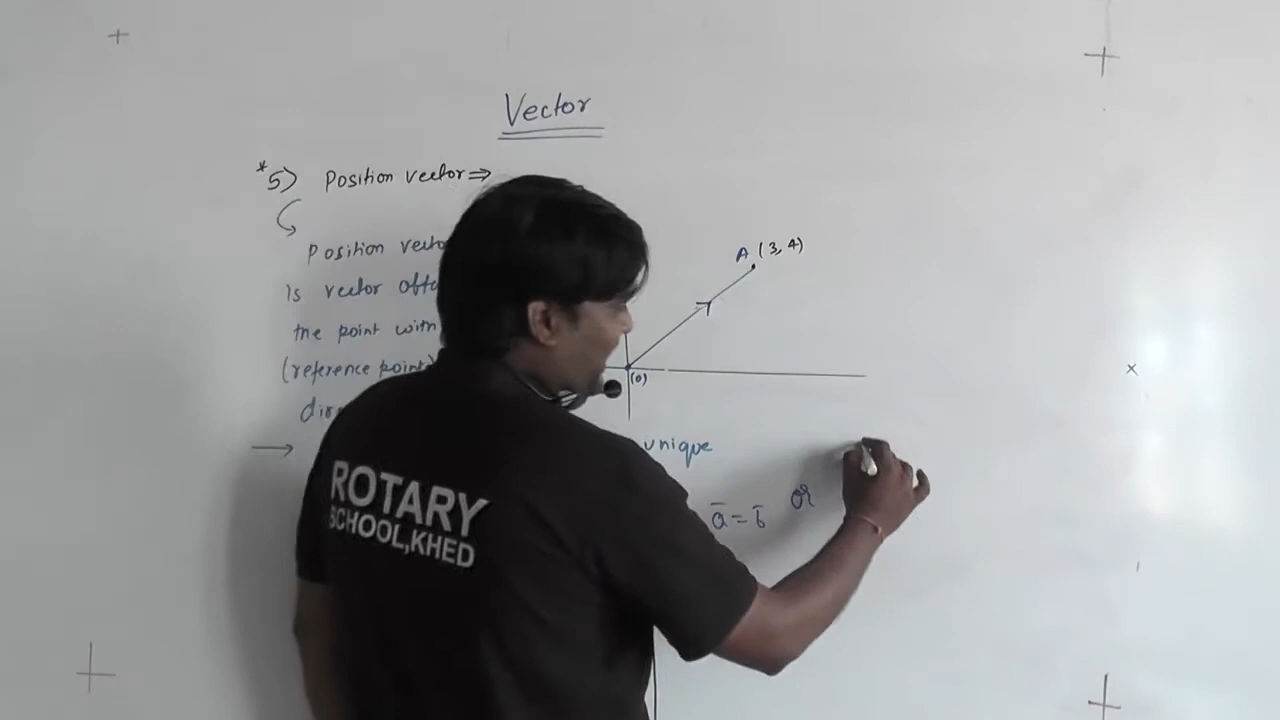 Vector
*5) Position vector ⇒
Position vecto
Is vector obta
the point with
(reference point)
dir
→
A (3, 4)
(0)
unique
a̅ = b̅ OR
ROTARY
SCHOOL,KHED